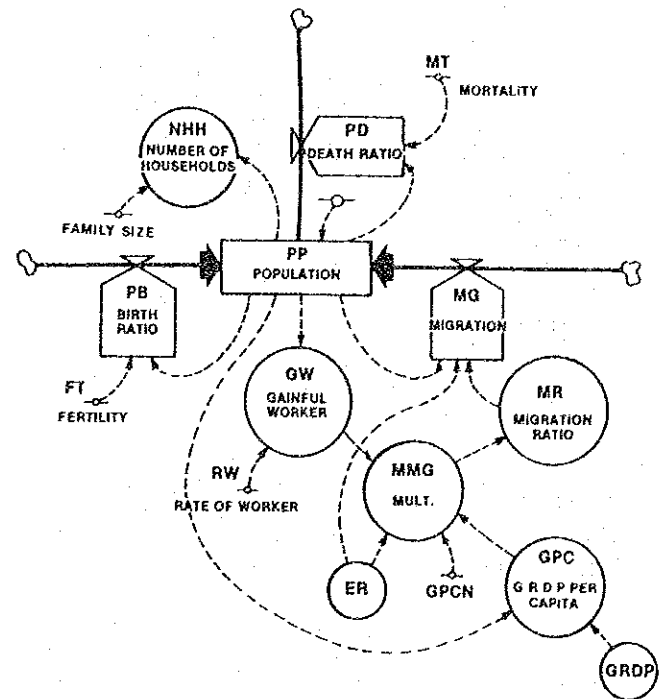 MT
MORTALITY
PD
DEATH RATIO
NHH
NUMBER OF
HOUSEHOLDS
FAMILY SIZE
PP
POPULATION
PB
BIRTH
RATIO
MG
MIGRATION
FT
FERTILITY
GW
GAINFUL
WORKER
MR
MIGRATION
RATIO
RW
RATE OF WORKER
MMG
MULT.
ER
GPCN
GPC
G R D P PER
CAPITA
GRDP